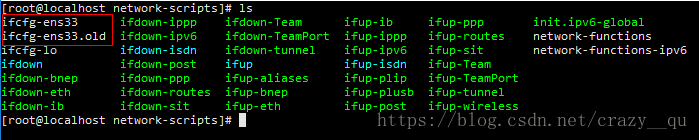 [root@localhost network-scripts]# ls
ifcfg-ens33 ifdown-ippp ifdown-Team ifup-ib ifup-ppp init.ipv6-global
ifcfg-ens33.old ifdown-ipv6 ifdown-TeamPort ifup-ippp ifup-routes network-functions
ifcfg-lo ifdown-isdn ifdown-tunnel ifup-ipv6 ifup-sit network-functions-ipv6
ifdown ifdown-post ifup ifup-isdn ifup-Team
ifdown-bnep ifdown-ppp ifup-aliases ifup-plip ifup-TeamPort
ifdown-eth ifdown-routes ifup-bnep ifup-plusb ifup-tunnel
ifdown-ib ifdown-sit ifup-eth ifup-post ifup-wireless
[root@localhost network-scripts]#
https://blog.csdn.net/crazy__qu